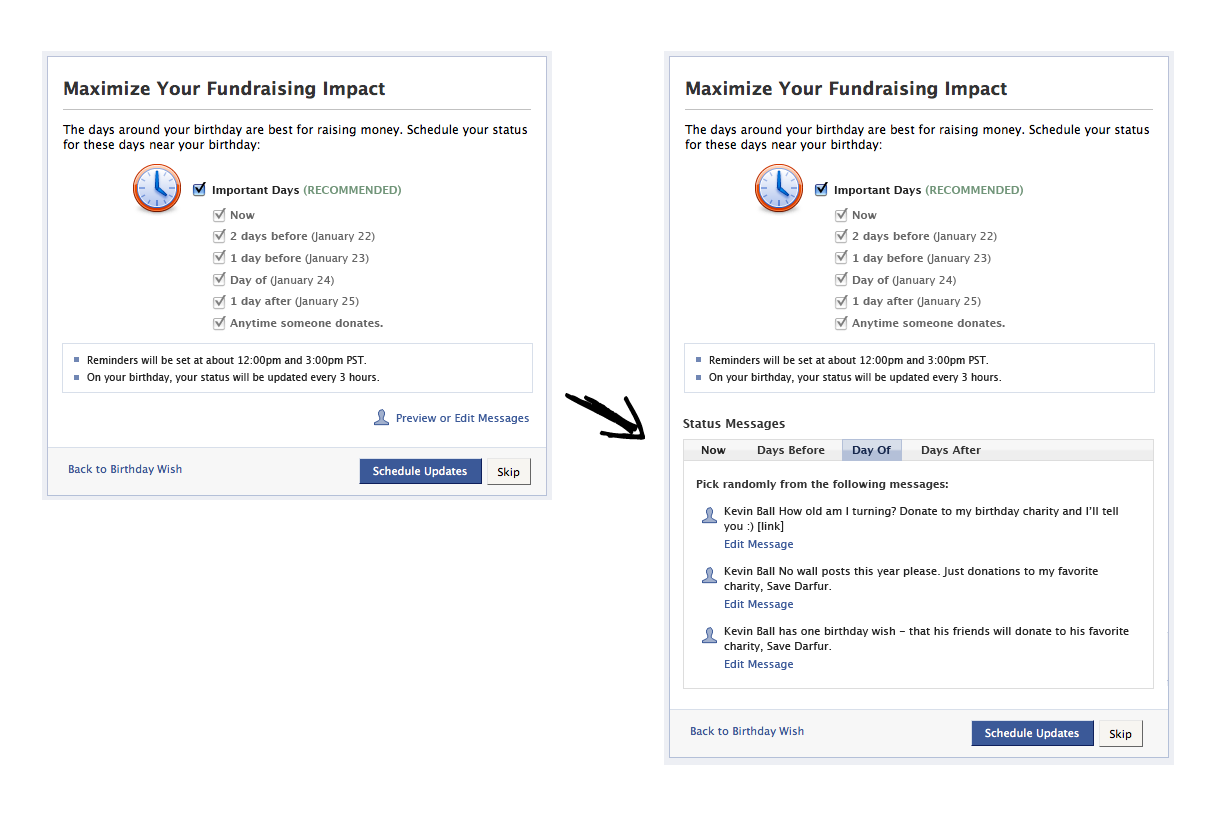 Maximize Your Fundraising Impact
The days around your birthday are best for raising money. Schedule your status
for these days near your birthday:
Important Days (RECOMMENDED)
Now
2 days before (January 22)
1 day before (January 23)
Day of (January 24)
1 day after (January 25)
Anytime someone donates.
Reminders will be set at about 12:00pm and 3:00pm PST.
On your birthday, your status will be updated every 3 hours.
Preview or Edit Messages
Back to Birthday Wish
Schedule Updates
Skip
Maximize Your Fundraising Impact
The days around your birthday are best for raising money. Schedule your status
for these days near your birthday:
Important Days (RECOMMENDED)
Now
2 days before (January 22)
1 day before (January 23)
Day of (January 24)
1 day after (January 25)
Anytime someone donates.
Reminders will be set at about 12:00pm and 3:00pm PST.
On your birthday, your status will be updated every 3 hours.
Status Messages
Now Days Before Day Of Days After
Pick randomly from the following messages:
Kevin Ball How old am I turning? Donate to my birthday charity and I'll tell
you :) [link]
Edit Message
Kevin Ball No wall posts this year please. Just donations to my favorite
charity, Save Darfur.
Edit Message
Kevin Ball has one birthday wish – that his friends will donate to his favorite
charity, Save Darfur.
Edit Message
Back to Birthday Wish
Schedule Updates
Skip